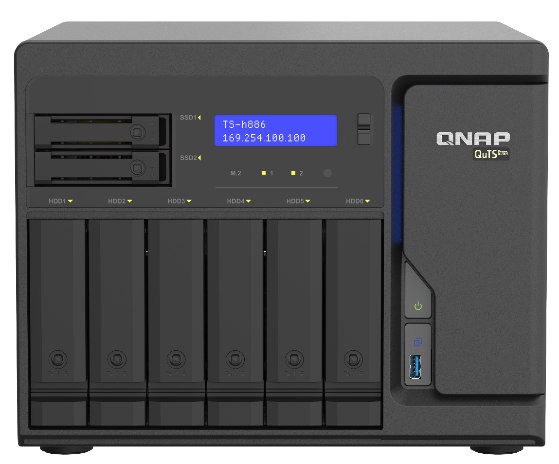 SSD1
TS-h886
169.254.100.100
SSD2
M.2 1 2
HDD1 HDD2 HDD3 HDD4 HDD5 HDD6
QNAP
QuTS hero